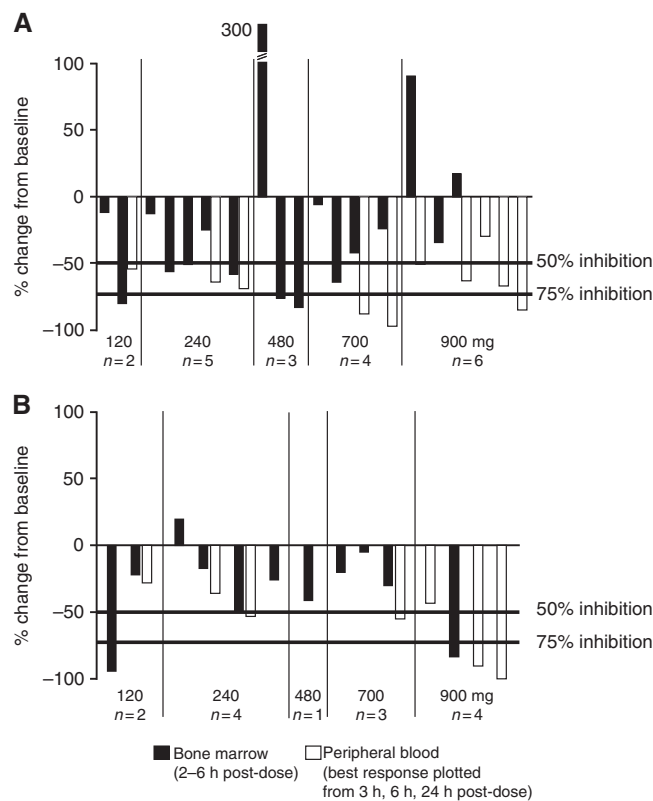 A
300
% change from baseline
100
50
0
−50
−100
50% inhibition
75% inhibition
120 240 480 700 900 mg
n=2 n=5 n=3 n=4 n=6
B
% change from baseline
100
50
0
−50
−100
50% inhibition
75% inhibition
120 240 480 700 900 mg
n=2 n=4 n=1 n=3 n=4
Bone marrow Peripheral blood
(2–6 h post-dose) (best response plotted
from 3 h, 6 h, 24 h post-dose)